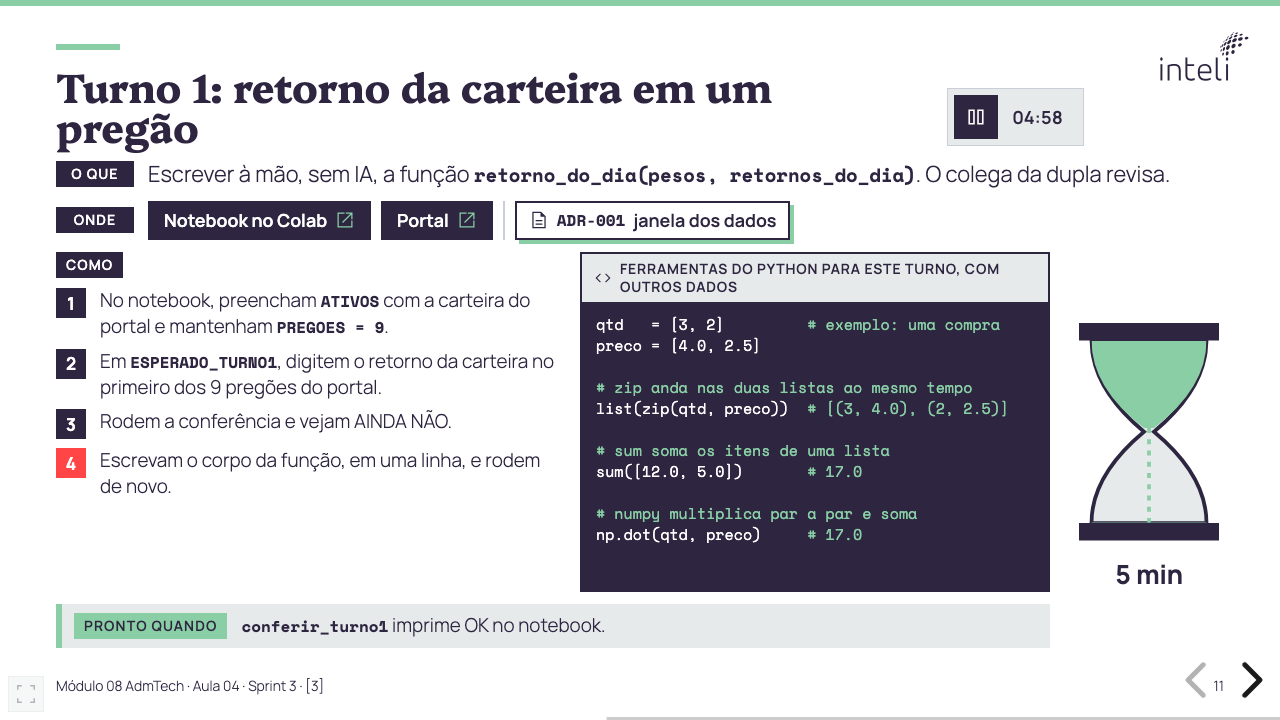 inteli
Turno 1: retorno da carteira em um
pregão
04:58
O QUE Escrever à mão, sem IA, a função retorno_do_dia(pesos, retornos_do_dia). O colega da dupla revisa.
ONDE Notebook no Colab Portal ADR-001 janela dos dados
COMO
1 No notebook, preencham ATIVOS com a carteira do
portal e mantenham PREGOES = 9.
2 Em ESPERADO_TURNO1, digitem o retorno da carteira no
primeiro dos 9 pregões do portal.
3 Rodem a conferência e vejam AINDA NÃO.
4 Escrevam o corpo da função, em uma linha, e rodem
de novo.
<> FERRAMENTAS DO PYTHON PARA ESTE TURNO, COM
OUTROS DADOS
qtd   = [3, 2]         # exemplo: uma compra
preco = [4.0, 2.5]
# zip anda nas duas listas ao mesmo tempo
list(zip(qtd, preco))  # [(3, 4.0), (2, 2.5)]
# sum soma os itens de uma lista
sum([12.0, 5.0])       # 17.0
# numpy multiplica par a par e soma
np.dot(qtd, preco)     # 17.0
5 min
PRONTO QUANDO conferir_turno1 imprime OK no notebook.
Módulo 08 AdmTech · Aula 04 · Sprint 3 · [3]
11